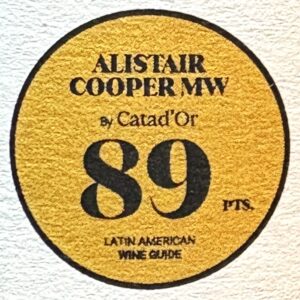 ALISTAIR
COOPER MW
By Catad'Or
89 PTS.
LATIN AMERICAN
WINE GUIDE